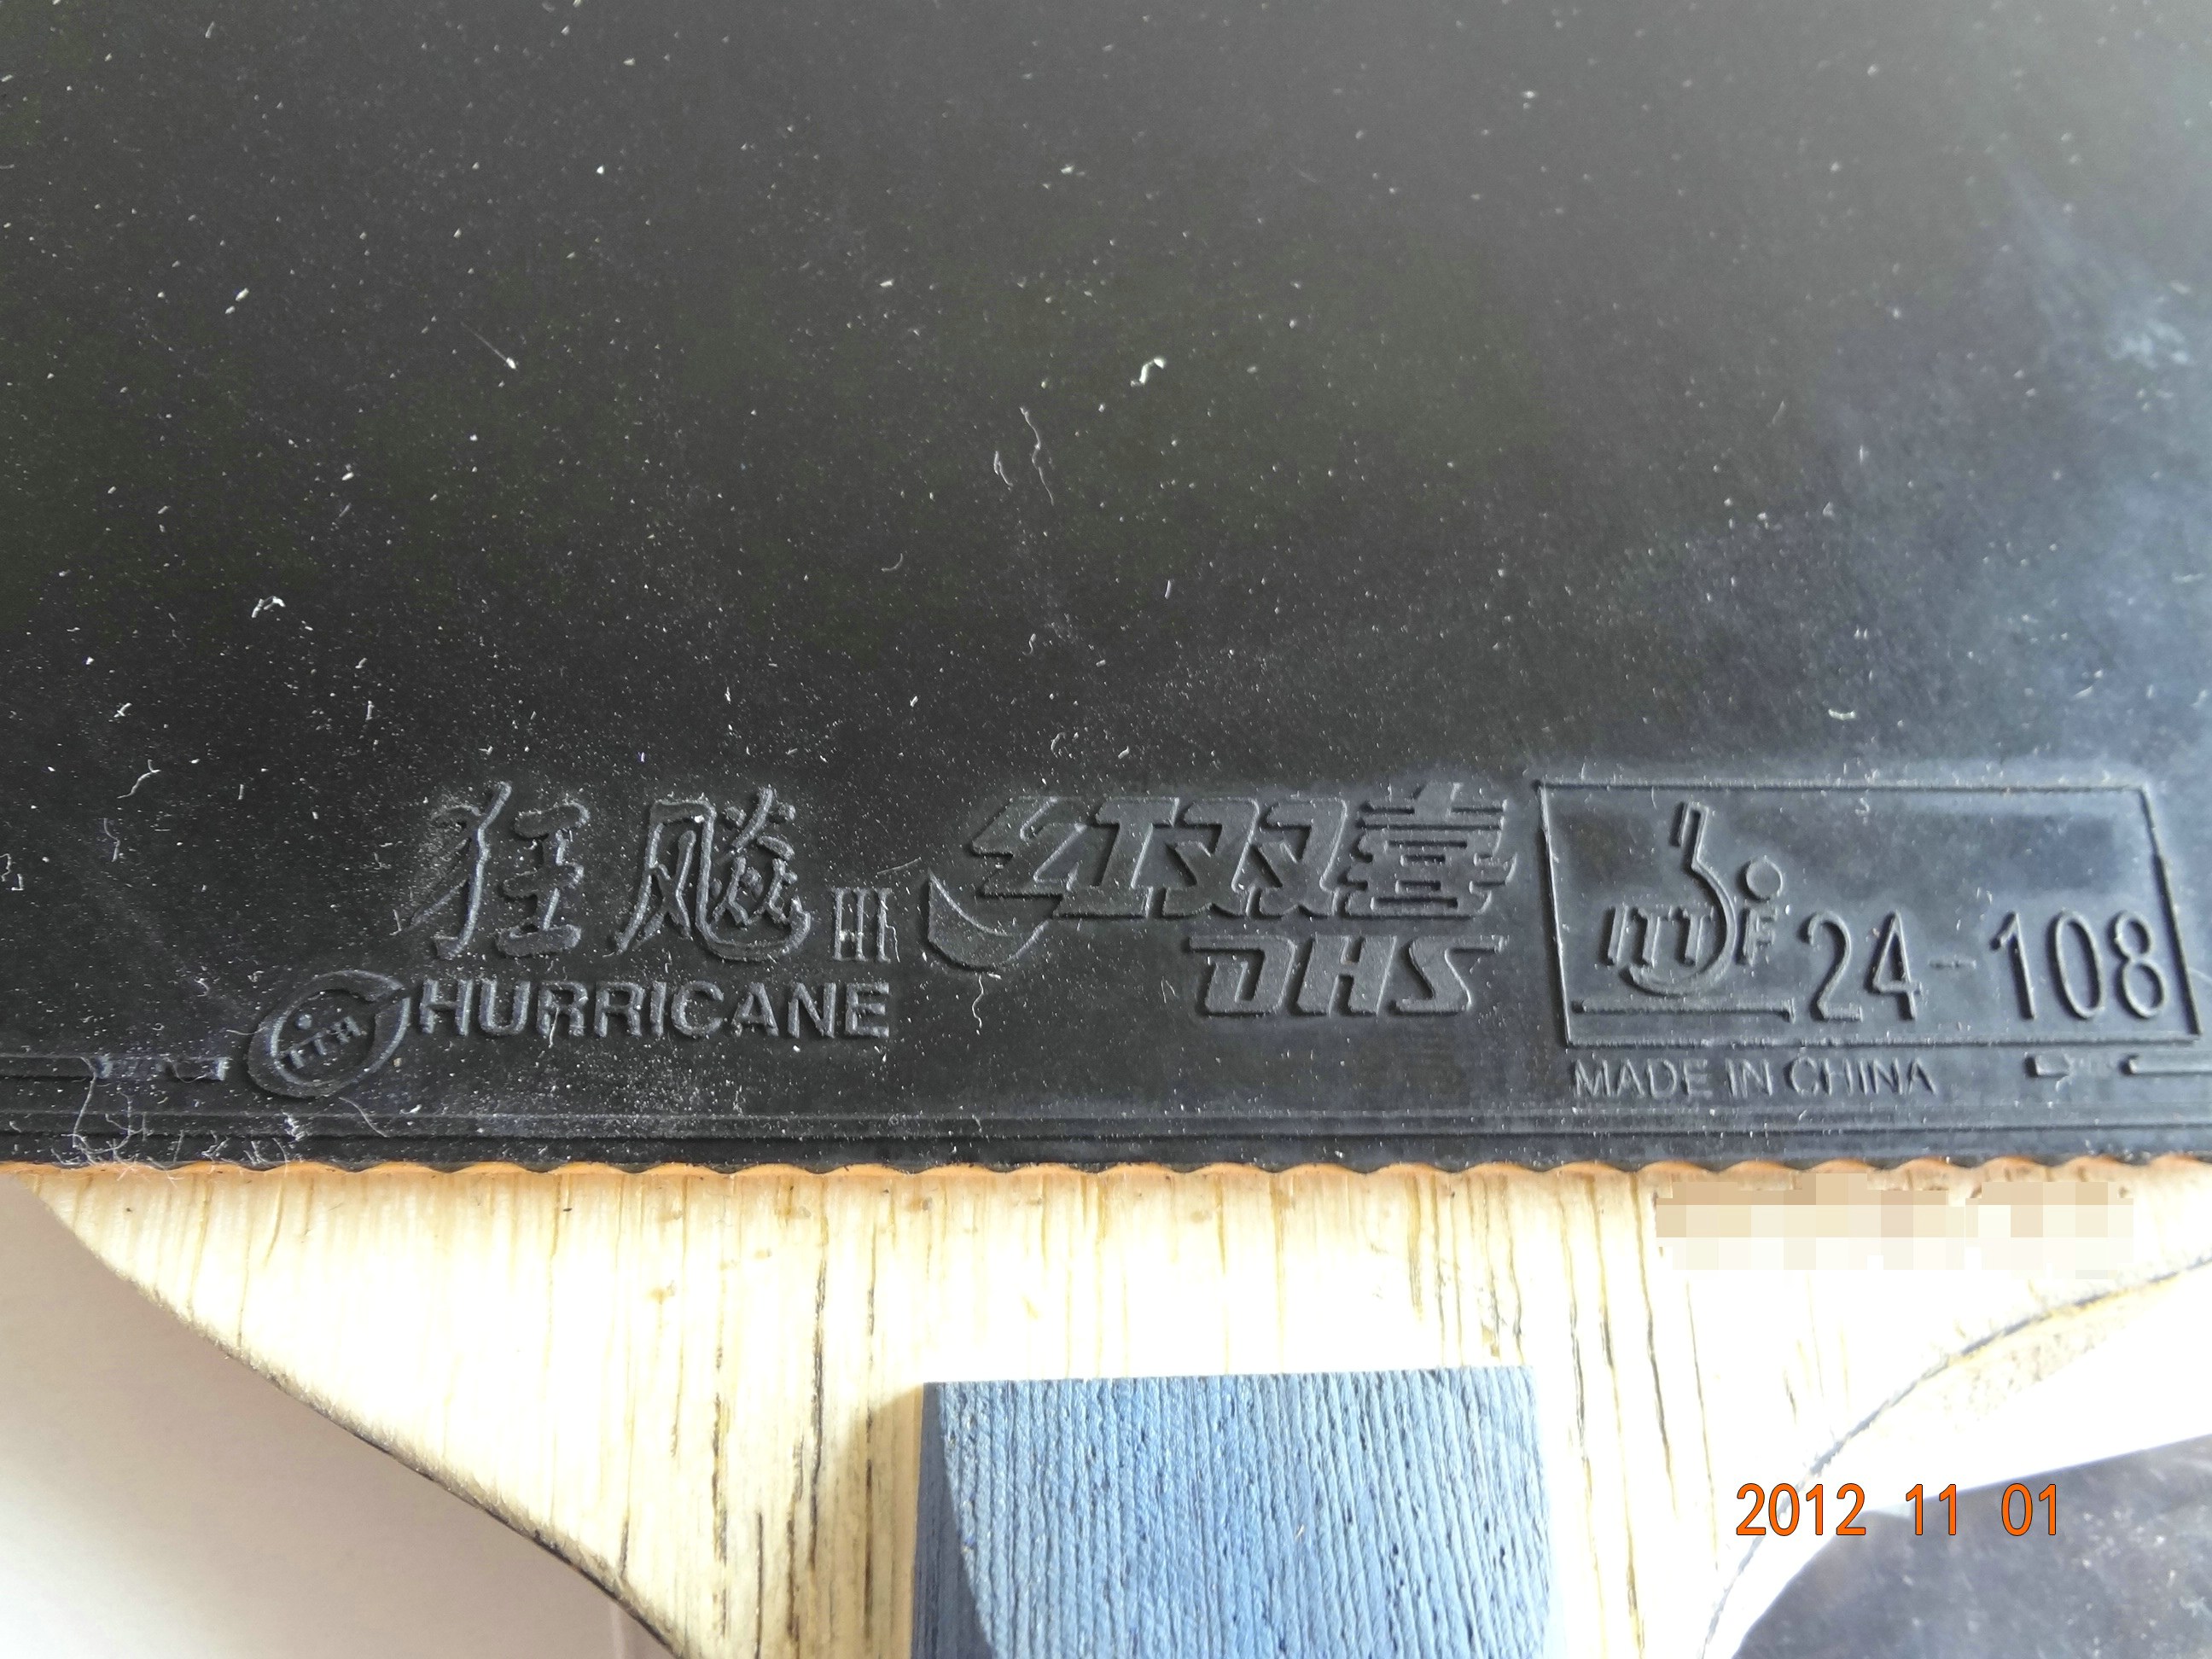 狂飚III 红双喜
HURRICANE DHS
TTH
ITTF 24-108
MADE IN CHINA
2012 11 01